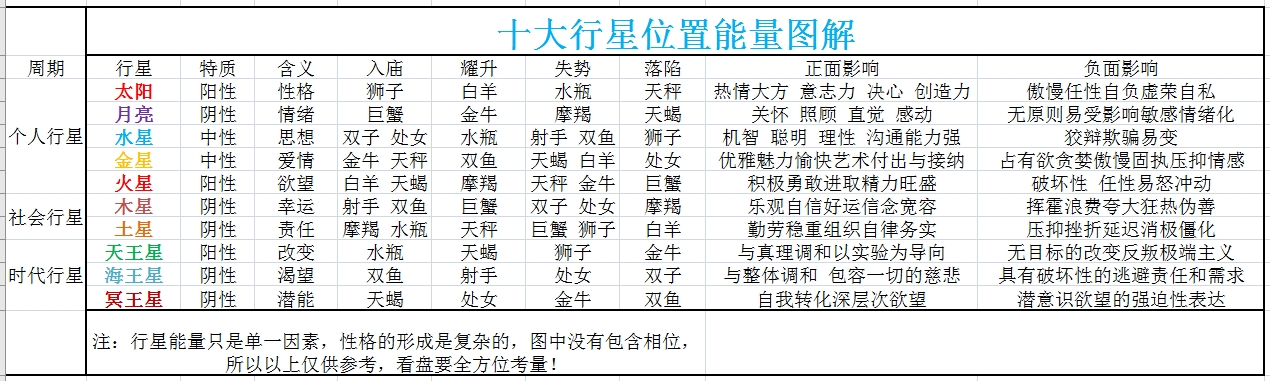 十大行星位置能量图解
周期 行星 特质 含义 入庙 耀升 失势 落陷 正面影响 负面影响
太阳 阳性 性格 狮子 白羊 水瓶 天秤 热情大方 意志力 决心 创造力 傲慢任性自负虚荣自私
月亮 阴性 情绪 巨蟹 金牛 摩羯 天蝎 关怀 照顾 直觉 感动 无原则易受影响敏感情绪化
个人行星 水星 中性 思想 双子 处女 水瓶 射手 双鱼 狮子 机智 聪明 理性 沟通能力强 狡辩欺骗易变
金星 中性 爱情 金牛 天秤 双鱼 天蝎 白羊 处女 优雅魅力愉快艺术付出与接纳 占有欲贪婪傲慢固执压抑情感
火星 阳性 欲望 白羊 天蝎 摩羯 天秤 金牛 巨蟹 积极勇敢进取精力旺盛 破坏性 任性易怒冲动
社会行星 木星 阴性 幸运 射手 双鱼 巨蟹 双子 处女 摩羯 乐观自信好运信念宽容 挥霍浪费夸大狂热伪善
土星 阴性 责任 摩羯 水瓶 天秤 巨蟹 狮子 白羊 勤劳稳重组织自律务实 压抑挫折延迟消极僵化
天王星 阳性 改变 水瓶 天蝎 狮子 金牛 与真理调和以实验为导向 无目标的改变反叛极端主义
时代行星 海王星 阴性 渴望 双鱼 射手 处女 双子 与整体调和 包容一切的慈悲 具有破坏性的逃避责任和需求
冥王星 阴性 潜能 天蝎 处女 金牛 双鱼 自我转化深层次欲望 潜意识欲望的强迫性表达
注：行星能量只是单一因素，性格的形成是复杂的，图中没有包含相位，
所以以上仅供参考，看盘要全方位考量！